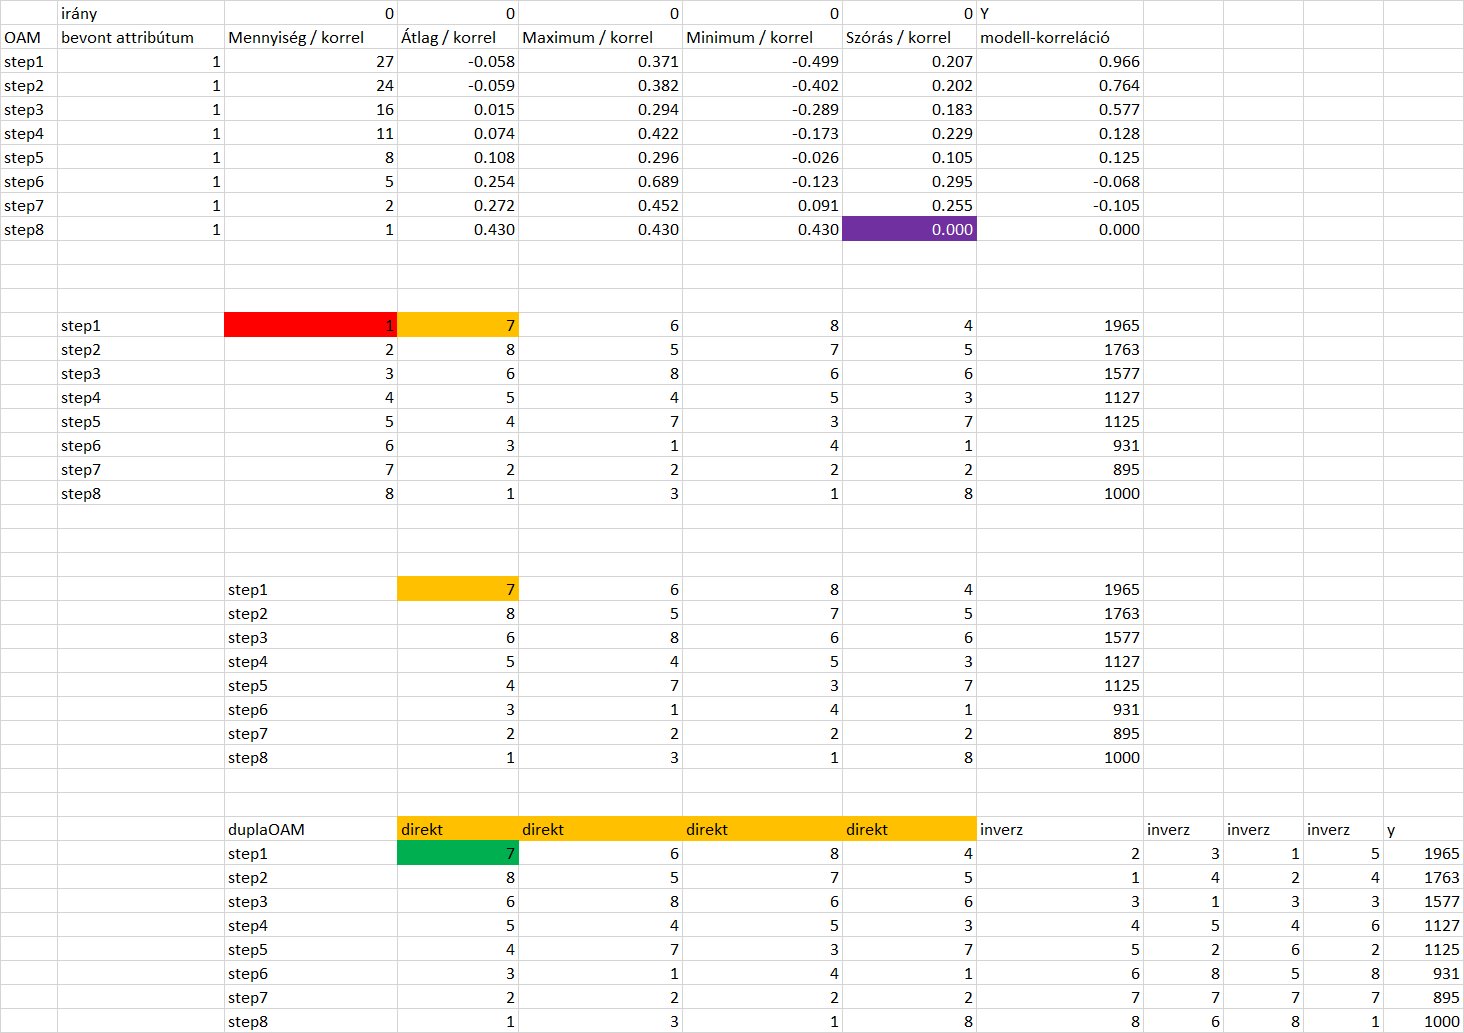 irány 0 0 0 0 0 Y
OAM bevont attribútum Mennyiség / korrel Átlag / korrel Maximum / korrel Minimum / korrel Szórás / korrel modell-korreláció
step1 1 27 -0.058 0.371 -0.499 0.207 0.966
step2 1 24 -0.059 0.382 -0.402 0.202 0.764
step3 1 16 0.015 0.294 -0.289 0.183 0.577
step4 1 11 0.074 0.422 -0.173 0.229 0.128
step5 1 8 0.108 0.296 -0.026 0.105 0.125
step6 1 5 0.254 0.689 -0.123 0.295 -0.068
step7 1 2 0.272 0.452 0.091 0.255 -0.105
step8 1 1 0.430 0.430 0.430 0.000 0.000
step1 1 7 6 8 4 1965
step2 2 8 5 7 5 1763
step3 3 6 8 6 6 1577
step4 4 5 4 5 3 1127
step5 5 4 7 3 7 1125
step6 6 3 1 4 1 931
step7 7 2 2 2 2 895
step8 8 1 3 1 8 1000
step1 7 6 8 4 1965
step2 8 5 7 5 1763
step3 6 8 6 6 1577
step4 5 4 5 3 1127
step5 4 7 3 7 1125
step6 3 1 4 1 931
step7 2 2 2 2 895
step8 1 3 1 8 1000
duplaOAM direkt direkt direkt direkt inverz inverz inverz inverz y
step1 7 6 8 4 2 3 1 5 1965
step2 8 5 7 5 1 4 2 4 1763
step3 6 8 6 6 3 1 3 3 1577
step4 5 4 5 3 4 5 4 6 1127
step5 4 7 3 7 5 2 6 2 1125
step6 3 1 4 1 6 8 5 8 931
step7 2 2 2 2 7 7 7 7 895
step8 1 3 1 8 8 6 8 1 1000